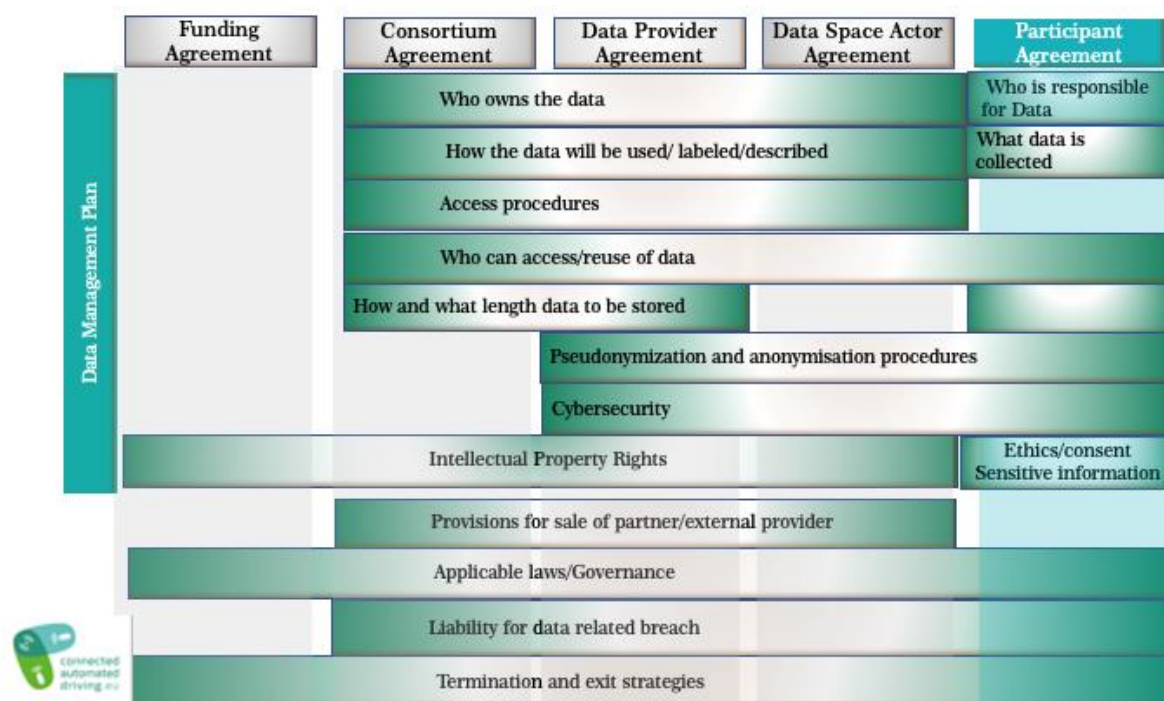 Funding
Agreement
Consortium
Agreement
Data Provider
Agreement
Data Space Actor
Agreement
Participant
Agreement
Data Management Plan
Who owns the data
Who is responsible
for Data
How the data will be used/ labeled/described
What data is
collected
Access procedures
Who can access/reuse of data
How and what length data to be stored
Pseudonymization and anonymisation procedures
Cybersecurity
Intellectual Property Rights
Ethics/consent
Sensitive information
Provisions for sale of partner/external provider
Applicable laws/Governance
Liability for data related breach
Termination and exit strategies
connected
automated
driving.eu